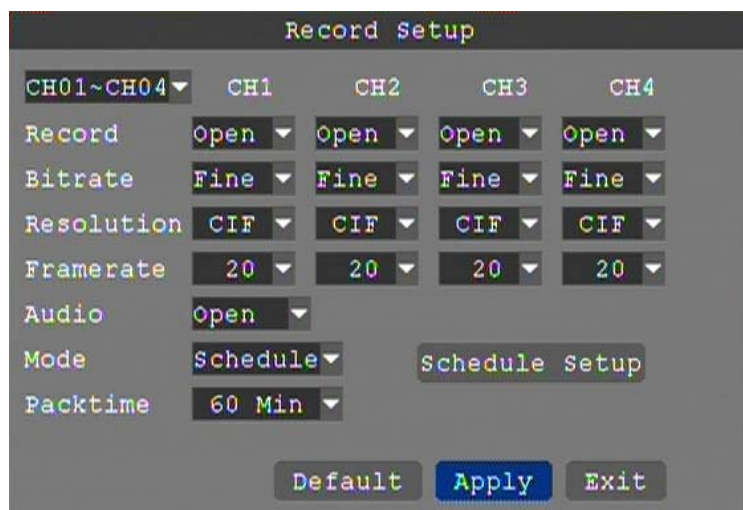 Record Setup
CH01~CH04 CH1 CH2 CH3 CH4
Record Open Open Open Open
Bitrate Fine Fine Fine Fine
Resolution CIF CIF CIF CIF
Framerate 20 20 20 20
Audio Open
Mode Schedule Schedule Setup
Packtime 60 Min
Default Apply Exit